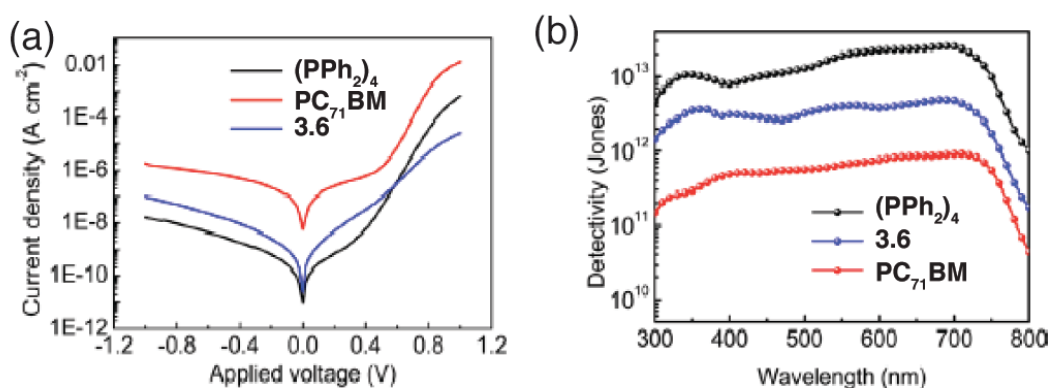 (a)
Current density (A cm⁻²)
0.01
1E-4
1E-6
1E-8
1E-10
1E-12
(PPh₂)₄
PC₇₁BM
3.6
-1.2 -0.8 -0.4 0.0 0.4 0.8 1.2
Applied voltage (V)
(b)
Detectivity (Jones)
10¹³
10¹²
10¹¹
10¹⁰
(PPh₂)₄
3.6
PC₇₁BM
300 400 500 600 700 800
Wavelength (nm)